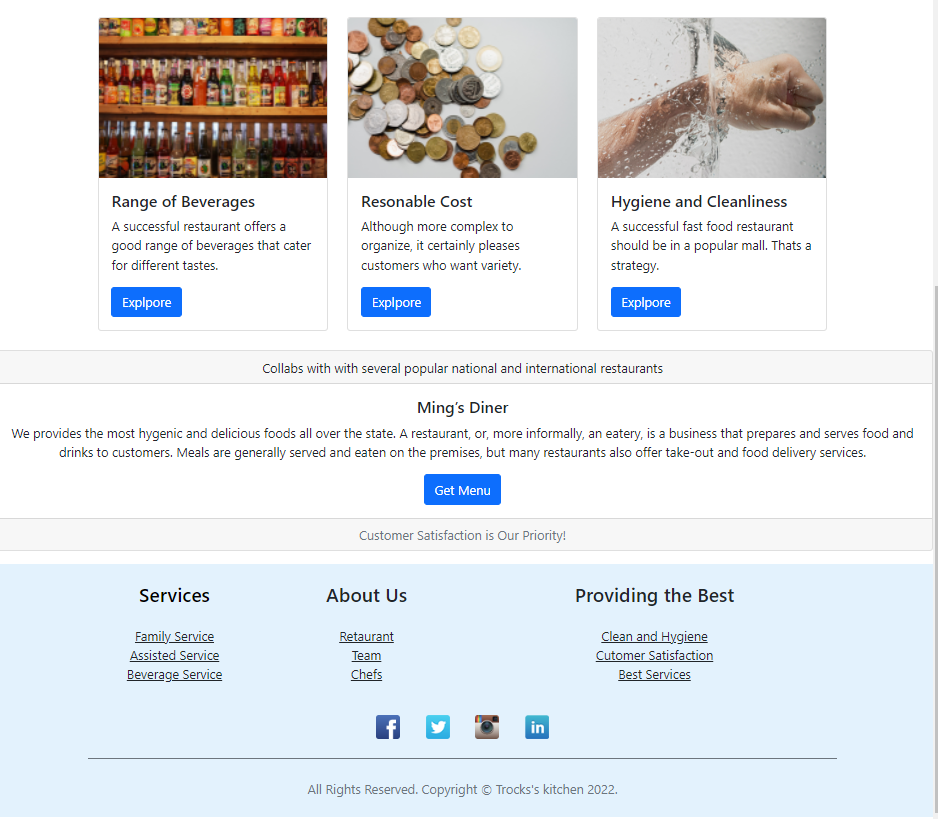 Range of Beverages
A successful restaurant offers a
good range of beverages that cater
for different tastes.
Explpore
Resonable Cost
Although more complex to
organize, it certainly pleases
customers who want variety.
Explpore
Hygiene and Cleanliness
A successful fast food restaurant
should be in a popular mall. Thats a
strategy.
Explpore
Collabs with with several popular national and international restaurants
Ming's Diner
We provides the most hygenic and delicious foods all over the state. A restaurant, or, more informally, an eatery, is a business that prepares and serves food and
drinks to customers. Meals are generally served and eaten on the premises, but many restaurants also offer take-out and food delivery services.
Get Menu
Customer Satisfaction is Our Priority!
Services
Family Service
Assisted Service
Beverage Service
About Us
Retaurant
Team
Chefs
Providing the Best
Clean and Hygiene
Cutomer Satisfaction
Best Services
All Rights Reserved. Copyright © Trocks's kitchen 2022.